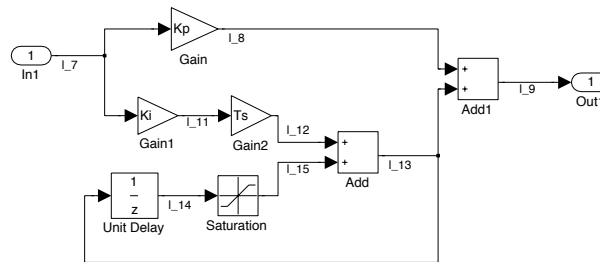 Kp
l_8
Gain
1
l_7
In1
+
+
l_9
1
Add1
Out1
Ki
l_11
Ts
l_12
Gain1
Gain2
+
+
l_13
Add
l_15
1
z
l_14
Unit Delay
Saturation